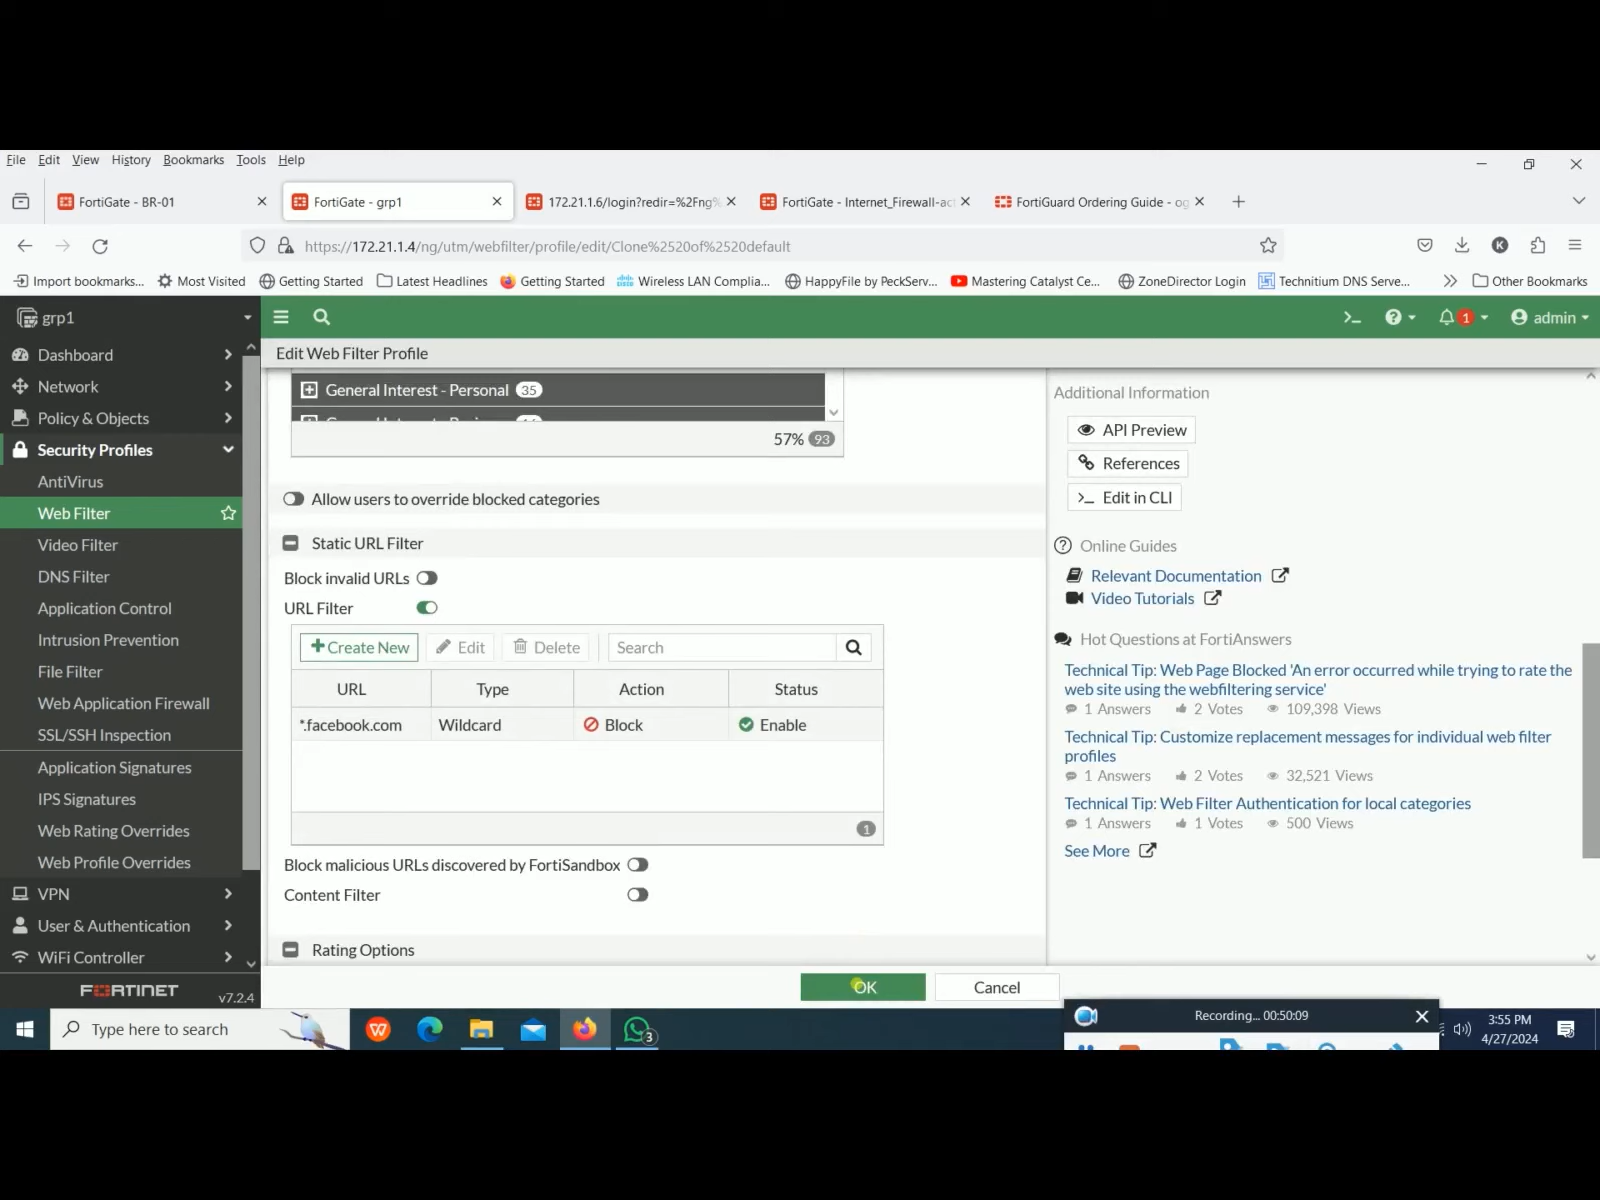 File Edit View History Bookmarks Tools Help
FortiGate - BR-01
FortiGate - grp1
172.21.1.6/login?redir=%2Fng%
FortiGate - Internet_Firewall-ac
FortiGuard Ordering Guide - og
https://172.21.1.4/ng/utm/webfilter/profile/edit/Clone%2520of%2520default
K
Import bookmarks... Most Visited Getting Started Latest Headlines Getting Started Wireless LAN Complia... HappyFile by PeckServ... Mastering Catalyst Ce... ZoneDirector Login Technitium DNS Serve... Other Bookmarks
grp1
1
admin
Dashboard
Network
Policy & Objects
Security Profiles
AntiVirus
Web Filter
Video Filter
DNS Filter
Application Control
Intrusion Prevention
File Filter
Web Application Firewall
SSL/SSH Inspection
Application Signatures
IPS Signatures
Web Rating Overrides
Web Profile Overrides
VPN
User & Authentication
WiFi Controller
FORTINET
v7.2.4
Edit Web Filter Profile
General Interest - Personal 35
57% 93
Allow users to override blocked categories
Static URL Filter
Block invalid URLs
URL Filter
Create New Edit Delete Search
URL Type Action Status
*.facebook.com Wildcard Block Enable
1
Block malicious URLs discovered by FortiSandbox
Content Filter
Rating Options
OK Cancel
Additional Information
API Preview
References
>_ Edit in CLI
Online Guides
Relevant Documentation
Video Tutorials
Hot Questions at FortiAnswers
Technical Tip: Web Page Blocked 'An error occurred while trying to rate the
web site using the webfiltering service'
1 Answers 2 Votes 109,398 Views
Technical Tip: Customize replacement messages for individual web filter
profiles
1 Answers 2 Votes 32,521 Views
Technical Tip: Web Filter Authentication for local categories
1 Answers 1 Votes 500 Views
See More
Type here to search
3
Recording... 00:50:09
3:55 PM
4/27/2024